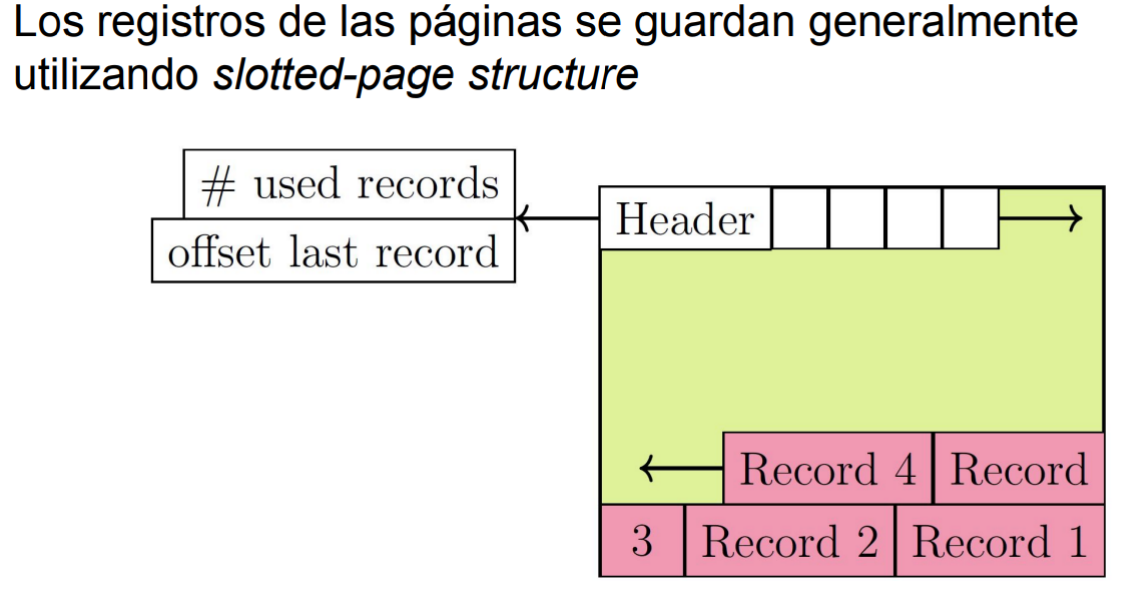 Los registros de las páginas se guardan generalmente
utilizando slotted-page structure
# used records
offset last record
Header
Record 4 Record
3 Record 2 Record 1